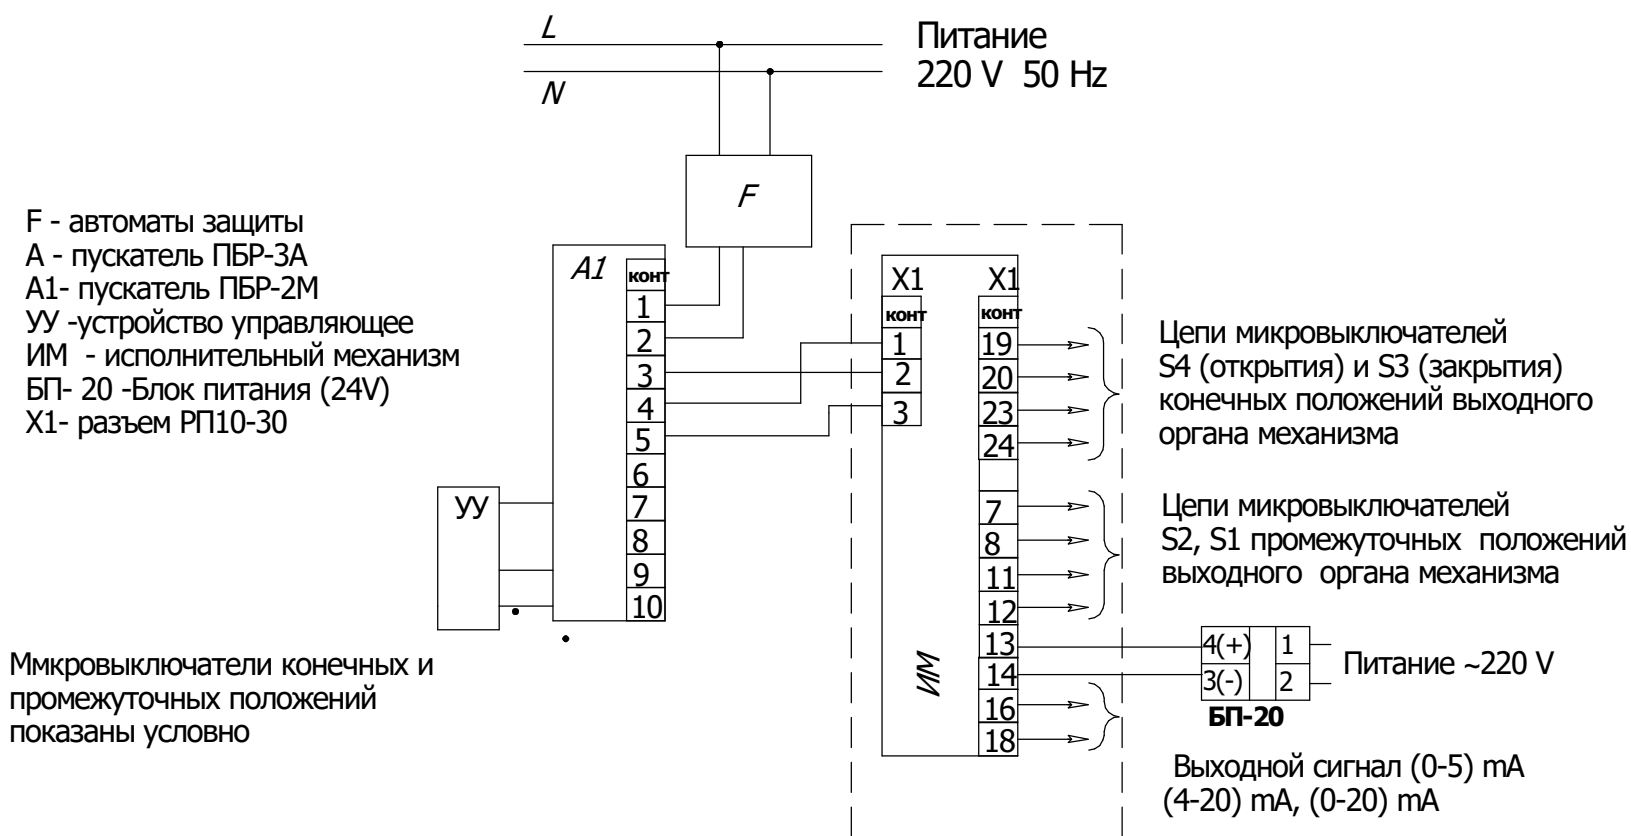 L
N
Питание
220 V 50 Hz
F
F - автоматы защиты
А - пускатель ПБР-3А
А1- пускатель ПБР-2М
УУ -устройство управляющее
ИМ - исполнительный механизм
БП- 20 -Блок питания (24V)
Х1- разъем РП10-30
A1
конт
1
2
3
4
5
6
7
8
9
10
УУ
X1
конт
1
2
3
X1
конт
19
20
23
24
7
8
11
12
13
14
16
18
ИМ
Цепи микровыключателей
S4 (открытия) и S3 (закрытия)
конечных положений выходного
органа механизма
Цепи микровыключателей
S2, S1 промежуточных положений
выходного органа механизма
4(+) 1
3(-) 2
БП-20
Питание ~220 V
Выходной сигнал (0-5) mA
(4-20) mA, (0-20) mA
Ммкровыключатели конечных и
промежуточных положений
показаны условно